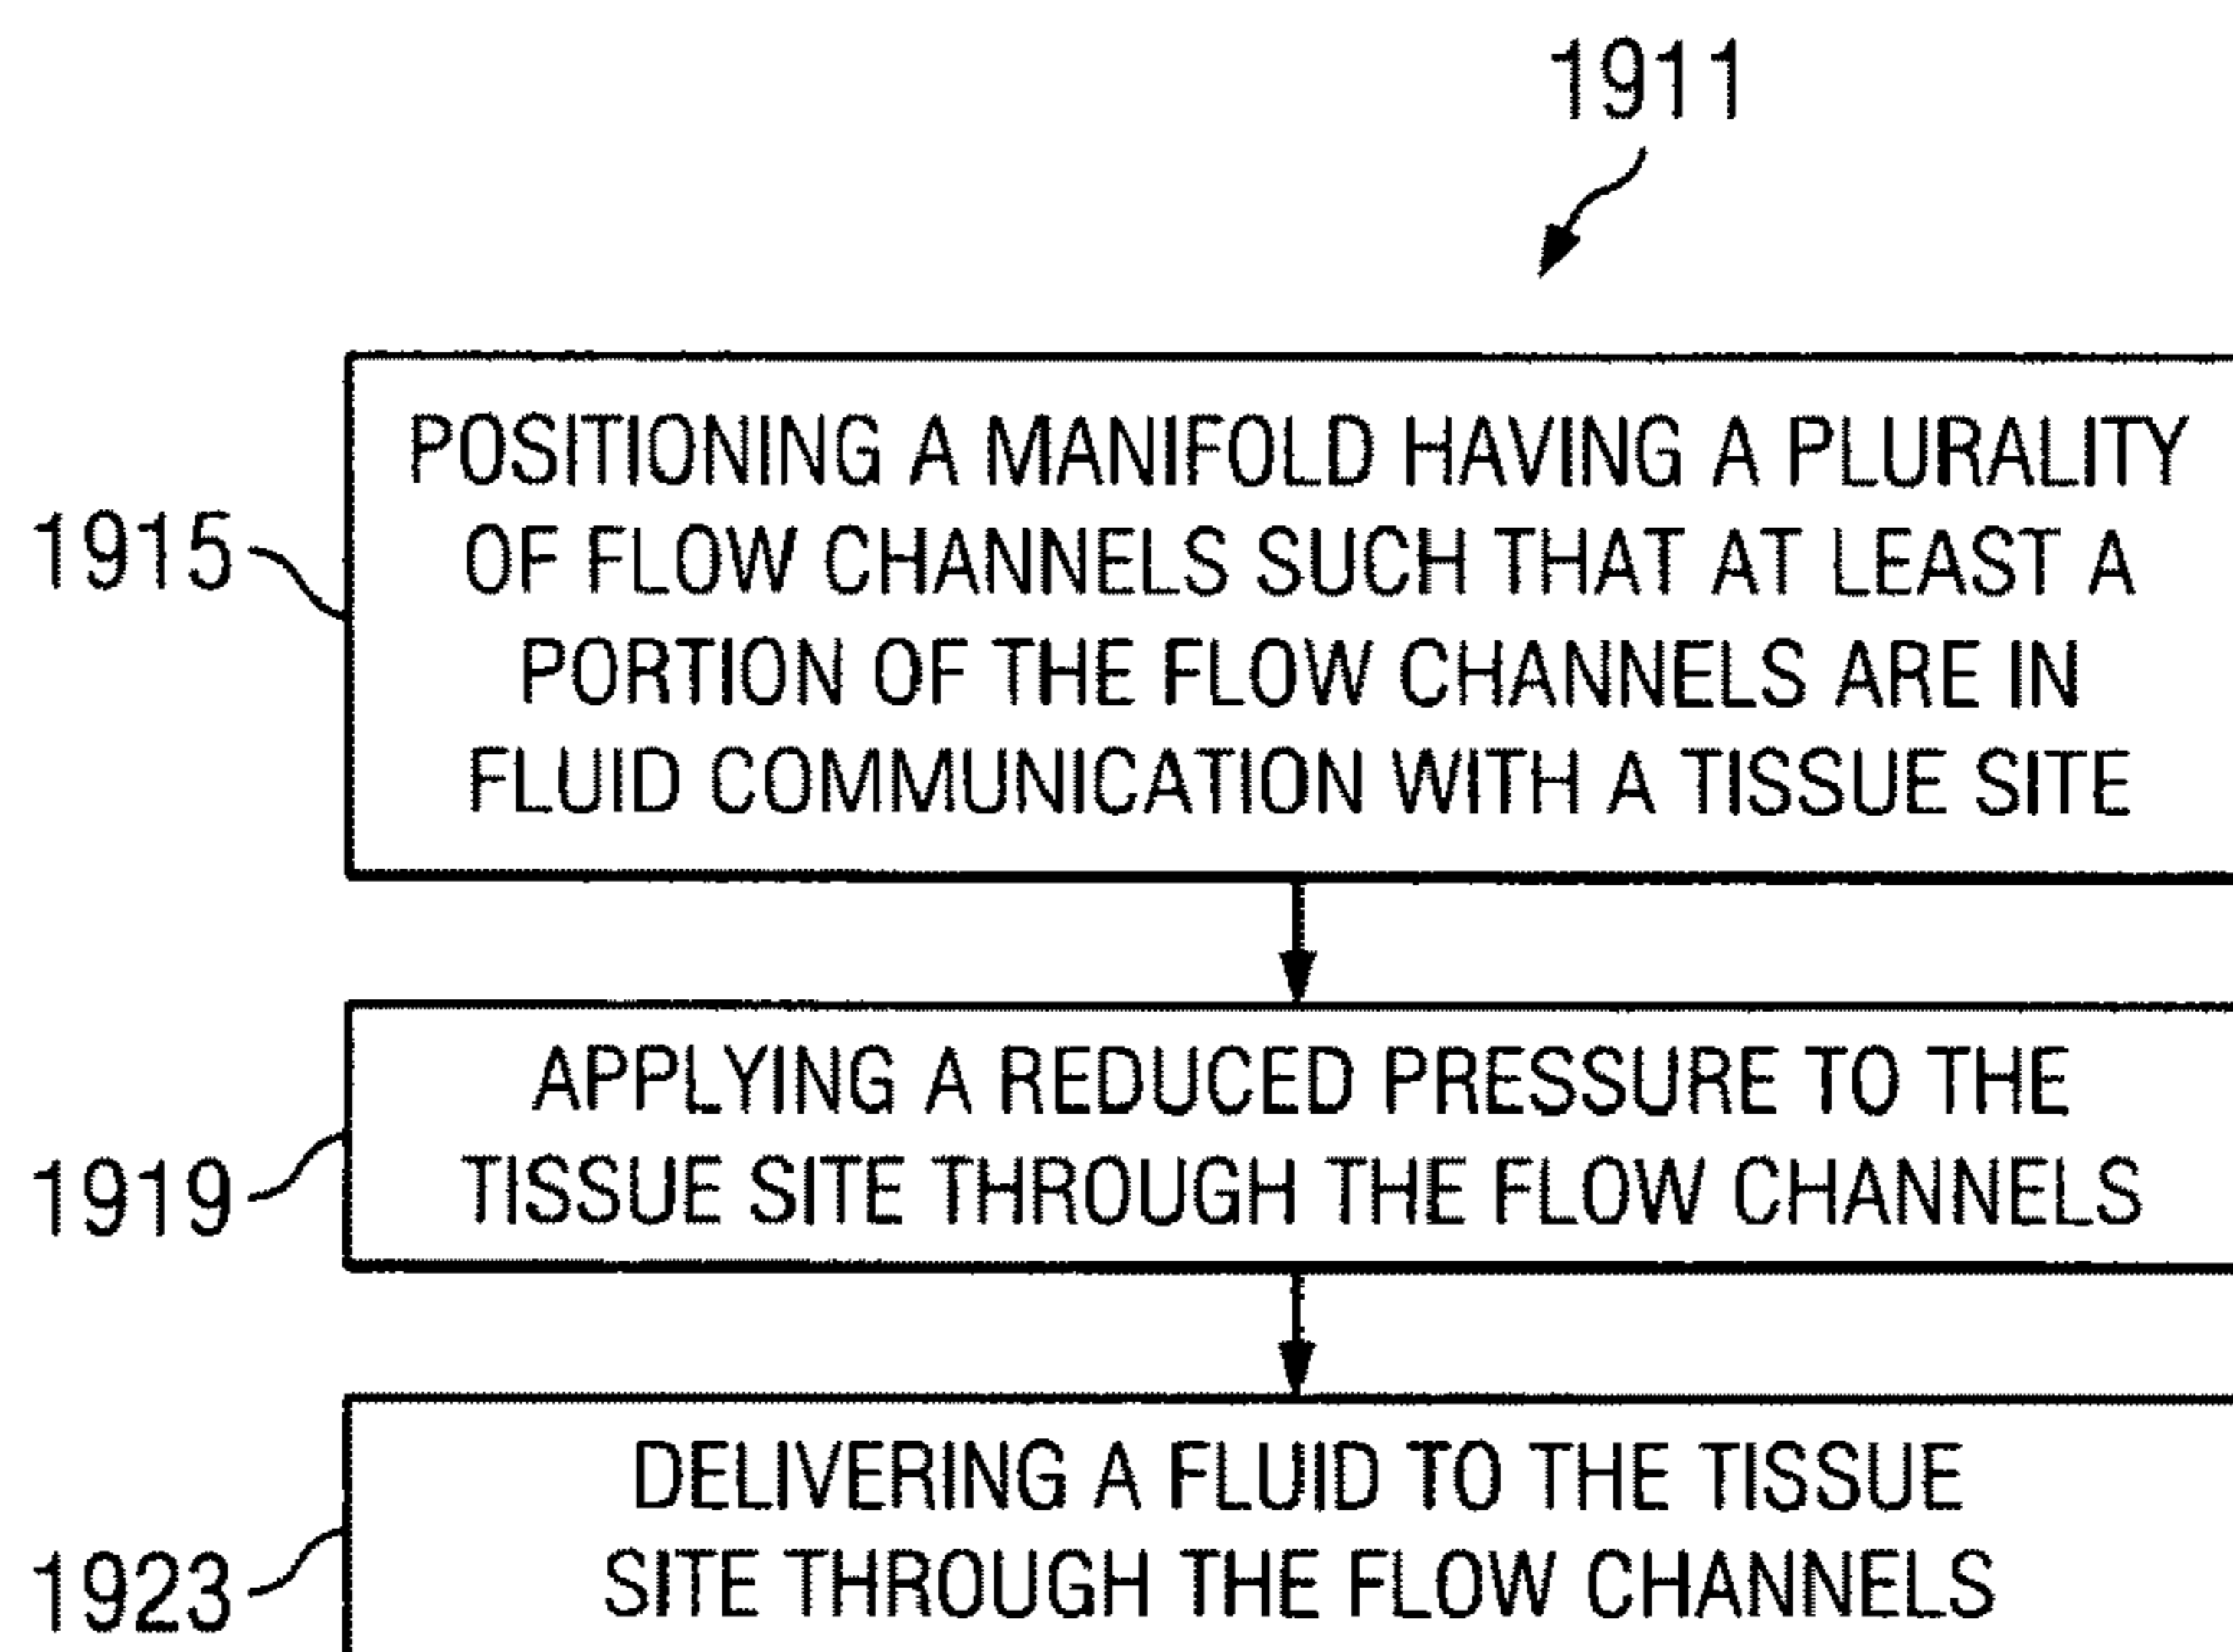 1911
1915
POSITIONING A MANIFOLD HAVING A PLURALITY
OF FLOW CHANNELS SUCH THAT AT LEAST A
PORTION OF THE FLOW CHANNELS ARE IN
FLUID COMMUNICATION WITH A TISSUE SITE
1919
APPLYING A REDUCED PRESSURE TO THE
TISSUE SITE THROUGH THE FLOW CHANNELS
1923
DELIVERING A FLUID TO THE TISSUE
SITE THROUGH THE FLOW CHANNELS